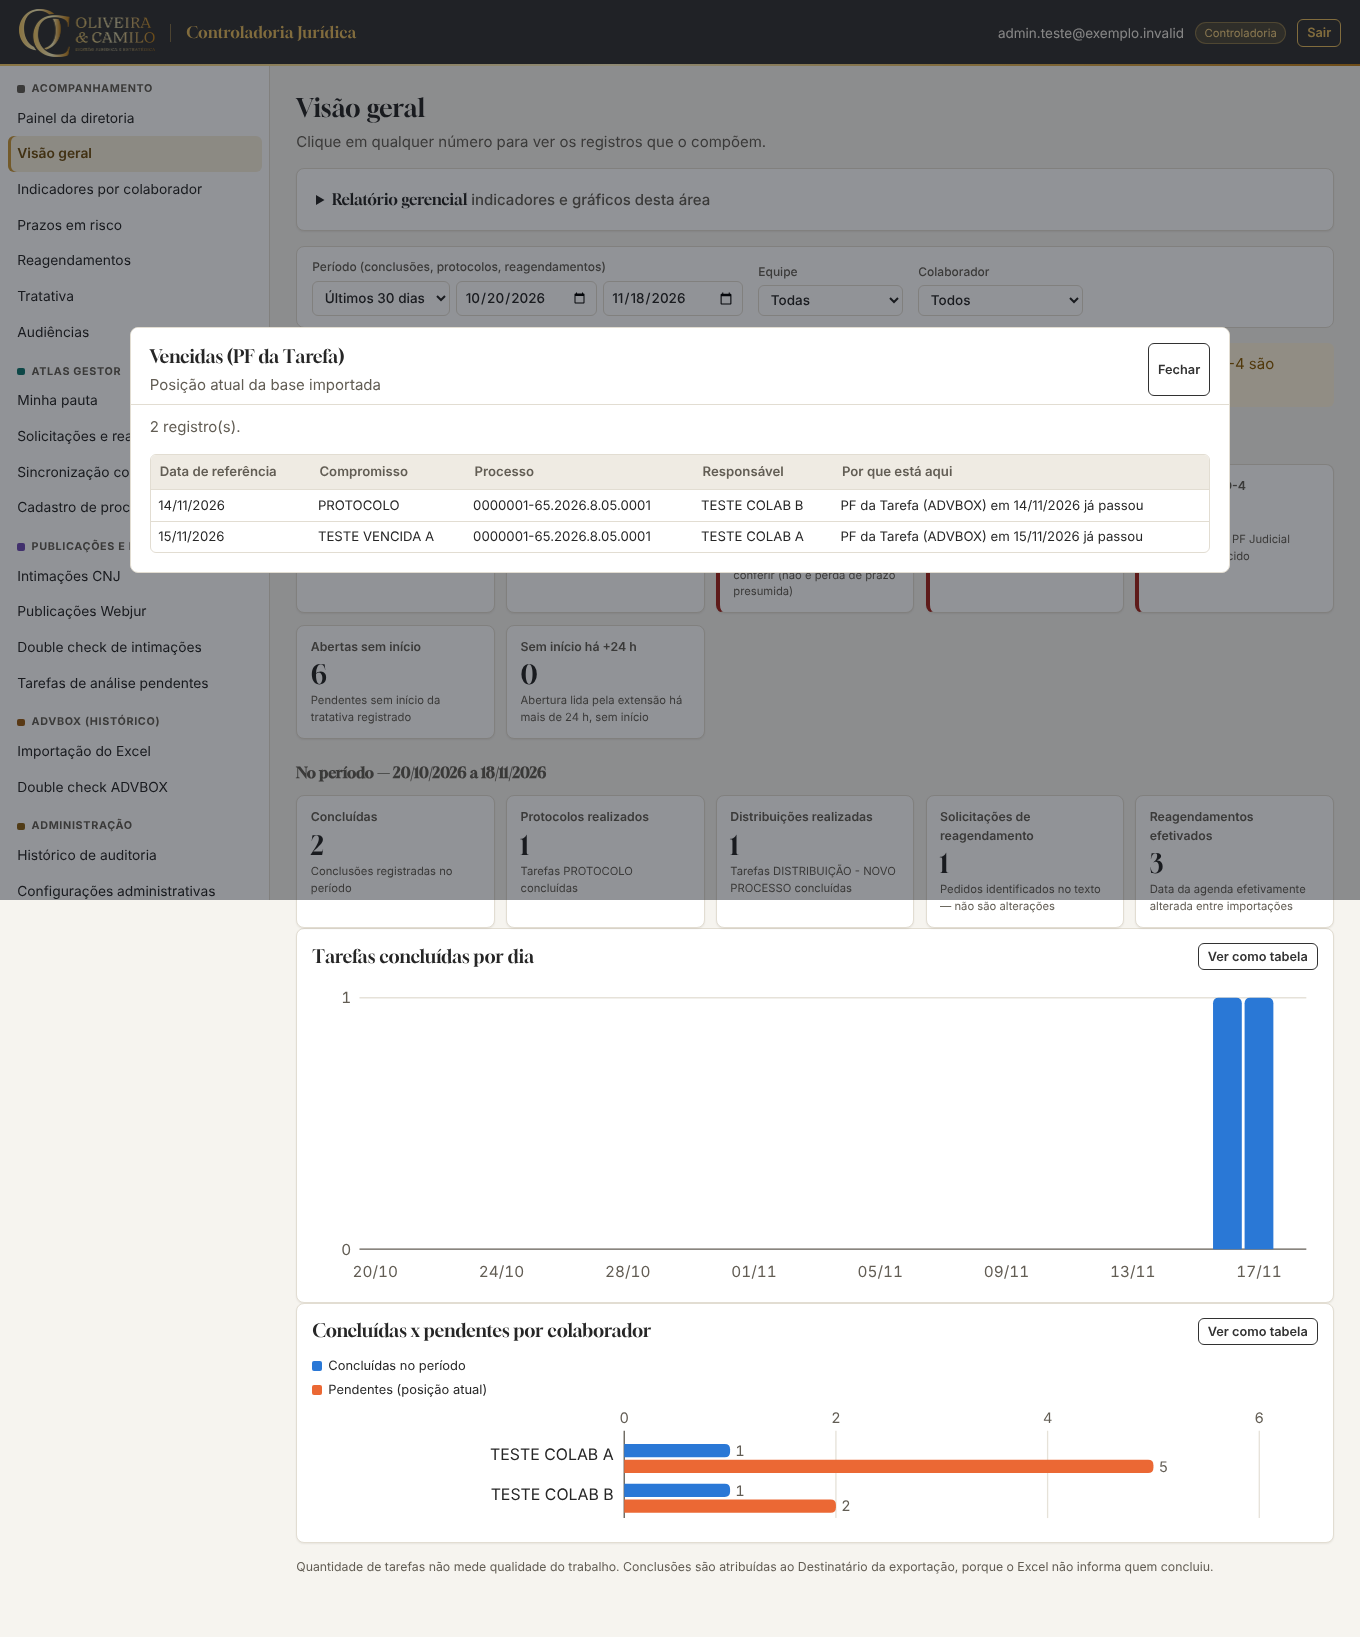 OLIVEIRA
& CAMILO
Controladoria Jurídica
admin.teste@exemplo.invalid
Controladoria
Sair
ACOMPANHAMENTO
Painel da diretoria
Visão geral
Indicadores por colaborador
Prazos em risco
Reagendamentos
Tratativa
Audiências
ATLAS GESTOR
Minha pauta
Solicitações e rea
Sincronização co
Cadastro de proc
PUBLICAÇÕES E
Intimações CNJ
Publicações Webjur
Double check de intimações
Tarefas de análise pendentes
ADVBOX (HISTÓRICO)
Importação do Excel
Double check ADVBOX
ADMINISTRAÇÃO
Histórico de auditoria
Configurações administrativas
Visão geral
Clique em qualquer número para ver os registros que o compõem.
Relatório gerencial indicadores e gráficos desta área
Período (conclusões, protocolos, reagendamentos)
Equipe
Colaborador
Últimos 30 dias
10/20/2026
11/18/2026
Todas
Todos
-4 são
Vencidas (PF da Tarefa)
Posição atual da base importada
Fechar
2 registro(s).
Data de referência Compromisso Processo Responsável Por que está aqui
14/11/2026 PROTOCOLO 0000001-65.2026.8.05.0001 TESTE COLAB B PF da Tarefa (ADVBOX) em 14/11/2026 já passou
15/11/2026 TESTE VENCIDA A 0000001-65.2026.8.05.0001 TESTE COLAB A PF da Tarefa (ADVBOX) em 15/11/2026 já passou
-4
PF Judicial
cido
conferir (não é perda de prazo
presumida)
Abertas sem início
6
Pendentes sem início da
tratativa registrado
Sem início há +24 h
0
Abertura lida pela extensão há
mais de 24 h, sem início
No período — 20/10/2026 a 18/11/2026
Concluídas
2
Conclusões registradas no
período
Protocolos realizados
1
Tarefas PROTOCOLO
concluídas
Distribuições realizadas
1
Tarefas DISTRIBUIÇÃO - NOVO
PROCESSO concluídas
Solicitações de
reagendamento
1
Pedidos identificados no texto
— não são alterações
Reagendamentos
efetivados
3
Data da agenda efetivamente
alterada entre importações
Tarefas concluídas por dia
Ver como tabela
1
0
20/10 24/10 28/10 01/11 05/11 09/11 13/11 17/11
Concluídas x pendentes por colaborador
Ver como tabela
Concluídas no período
Pendentes (posição atual)
0 2 4 6
TESTE COLAB A
1
5
TESTE COLAB B
1
2
Quantidade de tarefas não mede qualidade do trabalho. Conclusões são atribuídas ao Destinatário da exportação, porque o Excel não informa quem concluiu.